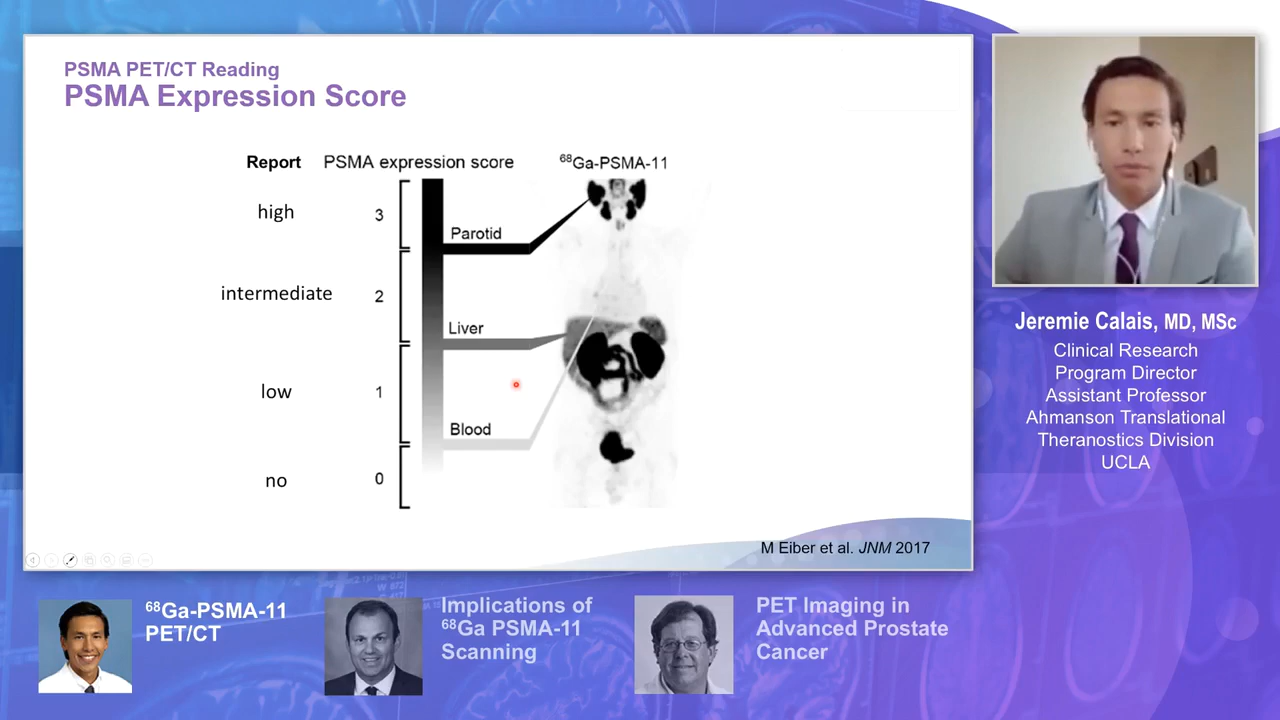 PSMA PET/CT Reading
PSMA Expression Score
Report PSMA expression score ⁶⁸Ga-PSMA-11
high 3
Parotid
intermediate 2
Liver
low 1
Blood
no 0
M Eiber et al. JNM 2017
Jeremie Calais, MD, MSc
Clinical Research
Program Director
Assistant Professor
Ahmanson Translational
Theranostics Division
UCLA
⁶⁸Ga-PSMA-11
PET/CT
Implications of
⁶⁸Ga PSMA-11
Scanning
PET Imaging in
Advanced Prostate
Cancer